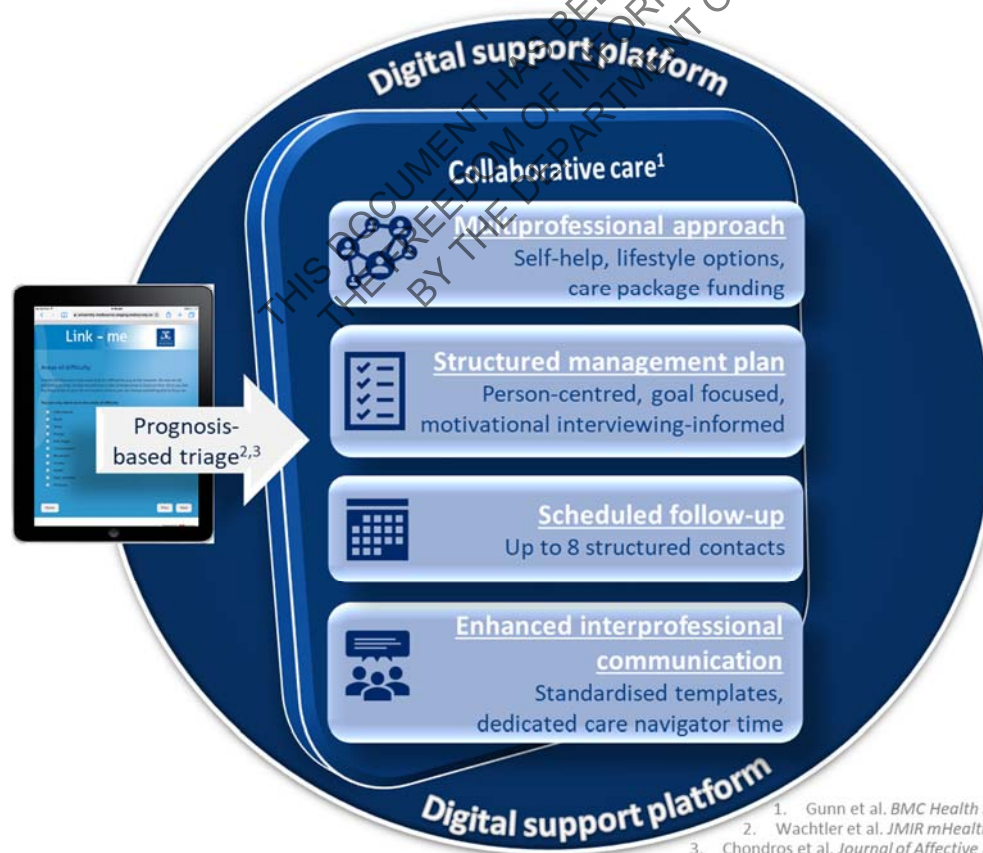 Digital support platform
THIS DOCUMENT HAS BEE
THE FREEDOM OF INFORM
BY THE DEPARTMENT O
Collaborative care1
Multiprofessional approach
Self-help, lifestyle options,
care package funding
Link - me
Areas of difficulty
Prognosis-
based triage2,3
Structured management plan
Person-centred, goal focused,
motivational interviewing-informed
Scheduled follow-up
Up to 8 structured contacts
Enhanced interprofessional
communication
Standardised templates,
dedicated care navigator time
Digital support platform
1. Gunn et al. BMC Health
2. Wachtler et al. JMIR mHealth
3. Chondros et al. Journal of Affective